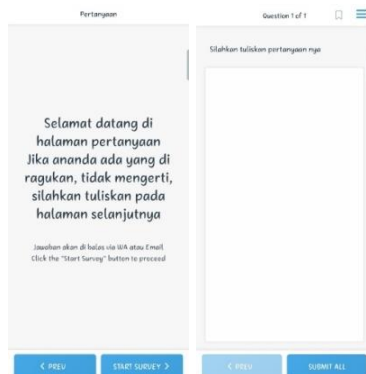 Pertanyaan
Selamat datang di
halaman pertanyaan
Jika ananda ada yang di
ragukan, tidak mengerti,
silahkan tuliskan pada
halaman selanjutnya
Jawaban akan di balas via WA atau Email
Click the "Start Survey" button to proceed
< PREV
START SURVEY >
Question 1 of 1
Silahkan tuliskan pertanyaan nya
< PREV
SUBMIT ALL